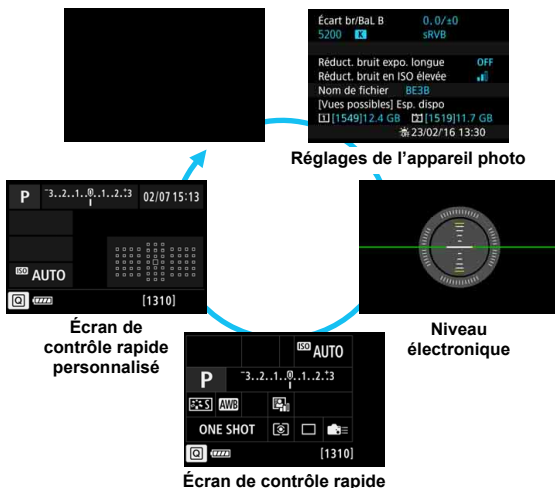 Écart br/BaL B 0, 0/±0
5200 K sRVB
Réduct. bruit expo. longue OFF
Réduct. bruit en ISO élevée
Nom de fichier BE3B
[Vues possibles] Esp. dispo
1 [1549]12.4 GB 2 [1519]11.7 GB
23/02/'16 13:30
Réglages de l'appareil photo
P -3..2..1..0..1..2..+3 02/07 15:13
ISO AUTO
Q [1310]
Écran de
contrôle rapide
personnalisé
Niveau
électronique
ISO AUTO
P -3..2..1..0..1..2..+3
S AWB
ONE SHOT
Q [1310]
Écran de contrôle rapide